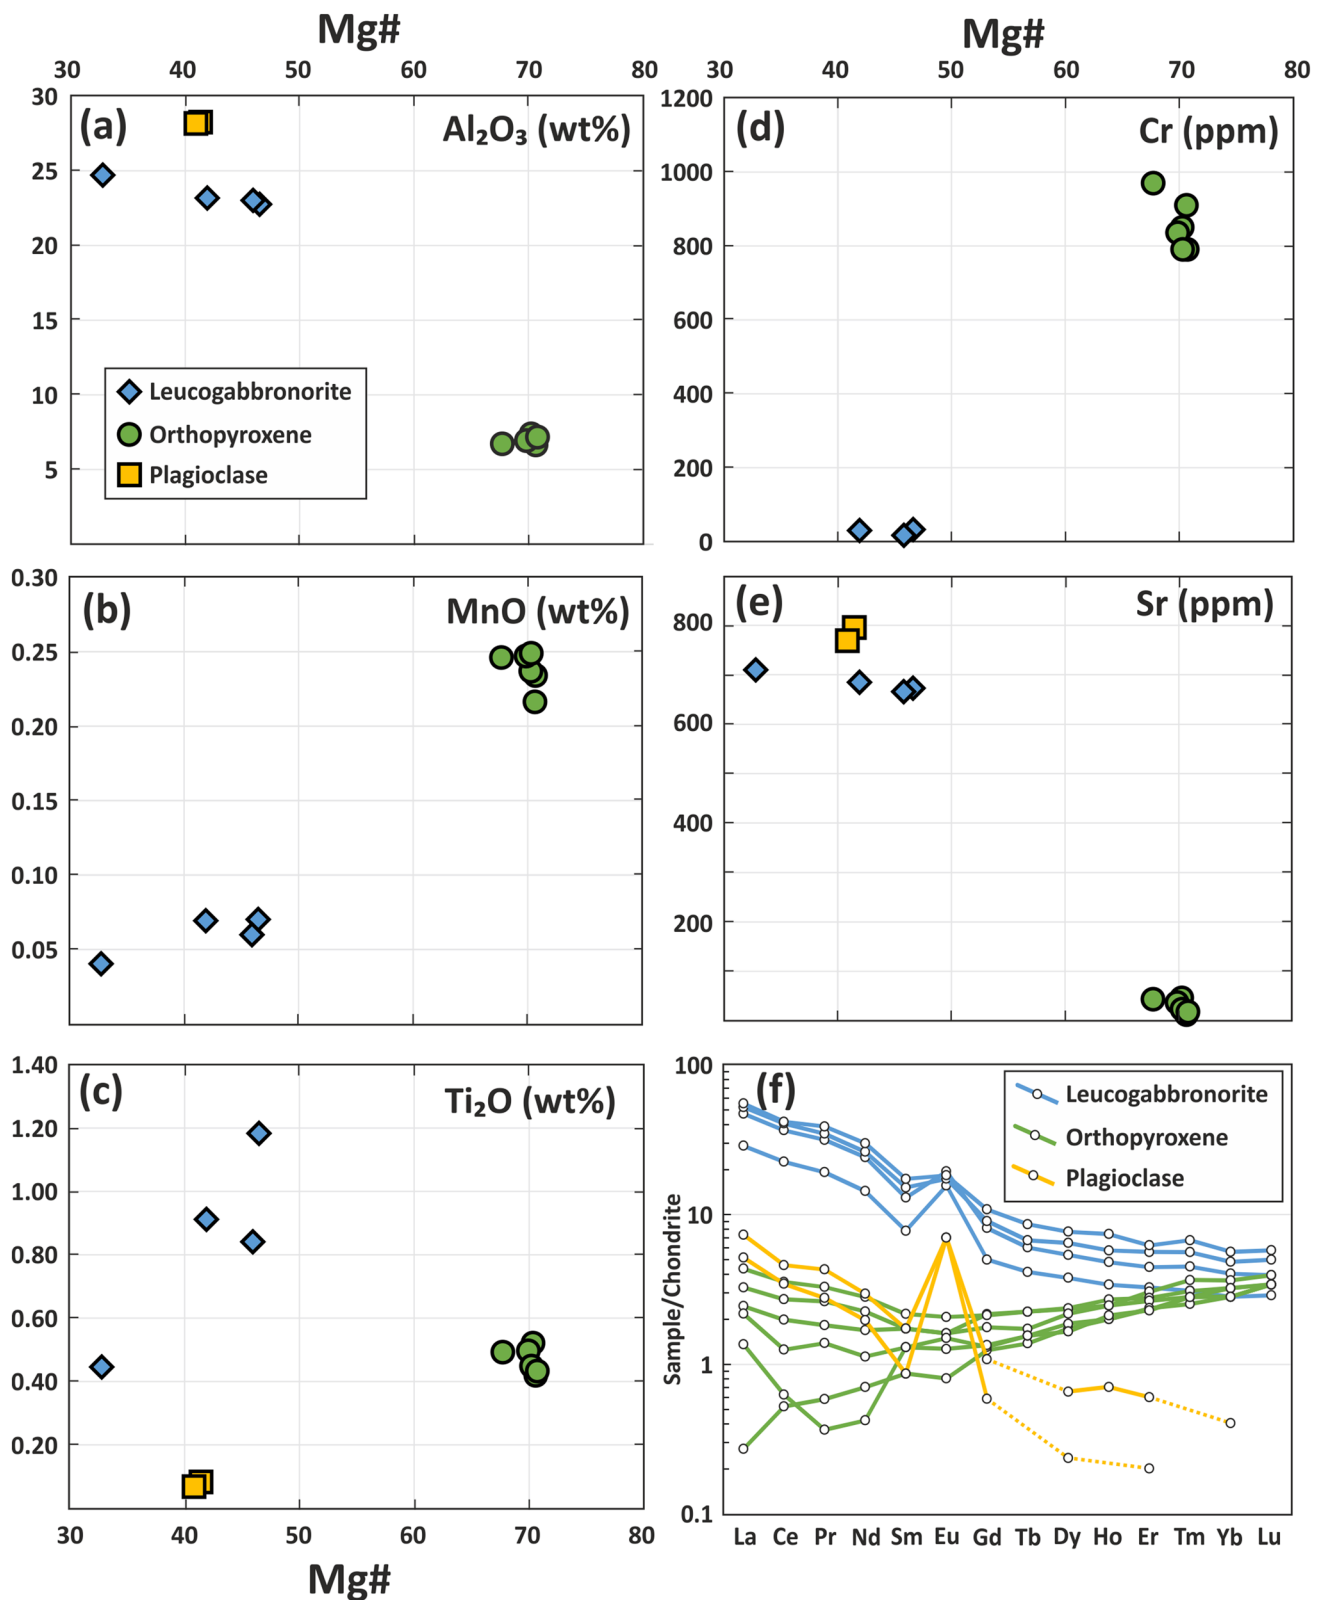 Mg#
Mg#
30 40 50 60 70 80
30 40 50 60 70 80
(a)
Al₂O₃ (wt%)
30
25
20
15
10
5
Leucogabbronorite
Orthopyroxene
Plagioclase
(d)
Cr (ppm)
1200
1000
800
600
400
200
0
(b)
MnO (wt%)
0.30
0.25
0.20
0.15
0.10
0.05
(e)
Sr (ppm)
800
600
400
200
(c)
Ti₂O (wt%)
1.40
1.20
1.00
0.80
0.60
0.40
0.20
30 40 50 60 70 80
Mg#
(f)
Leucogabbronorite
Orthopyroxene
Plagioclase
Sample/Chondrite
100
10
1
0.1
La Ce Pr Nd Sm Eu Gd Tb Dy Ho Er Tm Yb Lu